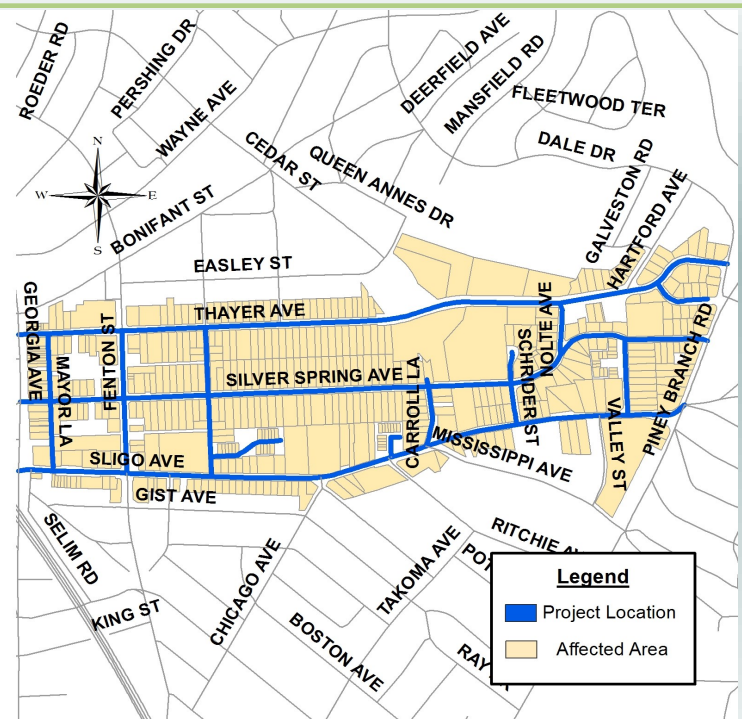 ROEDER RD
PERSHING DR
WAYNE AVE
DEERFIELD AVE
MANSFIELD RD
FLEETWOOD TER
DALE DR
CEDAR ST
QUEEN ANNES DR
GALVESTON RD
HARTFORD AVE
N
W
E
S
BONIFANT ST
EASLEY ST
GEORGIA AVE
THAYER AVE
MAYOR LA
FENTON ST
SILVER SPRING AVE
CARROLL LA
SCHRIDER ST
NOLTE AVE
VALLEY ST
PINEY BRANCH RD
SLIGO AVE
MISSISSIPPI AVE
GIST AVE
SELIM RD
KING ST
CHICAGO AVE
BOSTON AVE
TAKOMA AVE
RITCHIE
Legend
Project Location
Affected Area